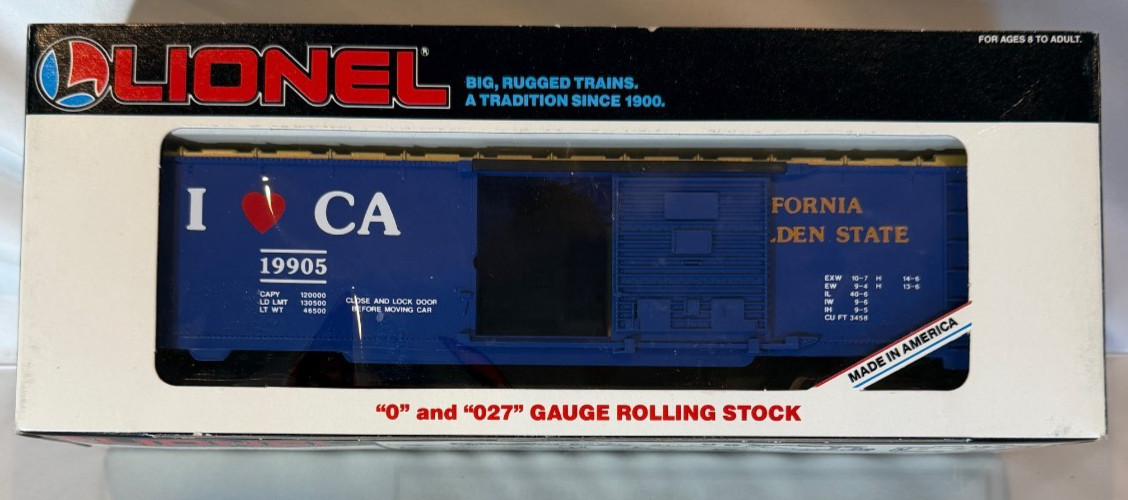 FOR AGES 8 TO ADULT.
LIONEL®
BIG, RUGGED TRAINS.
A TRADITION SINCE 1900.
I ♥ CA
19905
CAPY 120000
LD LMT 130500
LT WT 46500
CLOSE AND LOCK DOOR
BEFORE MOVING CAR
FORNIA
DEN STATE
EXW 10-7 H 14-6
EW 9-4 H 13-6
IL 40-6
IW 9-6
IH 9-5
CU FT 3458
MADE IN AMERICA
"0" and "027" GAUGE ROLLING STOCK